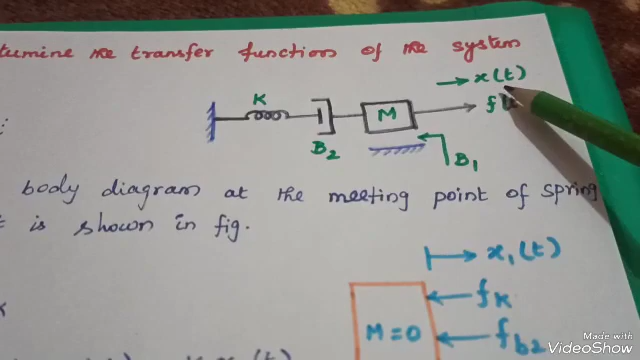 the transfer function of the system
K
x(t)
M
B2
B1
body diagram at the meeting point of spring
is shown in fig.
x1(t)
fk
M=0
fb2
Made with
VideoShow